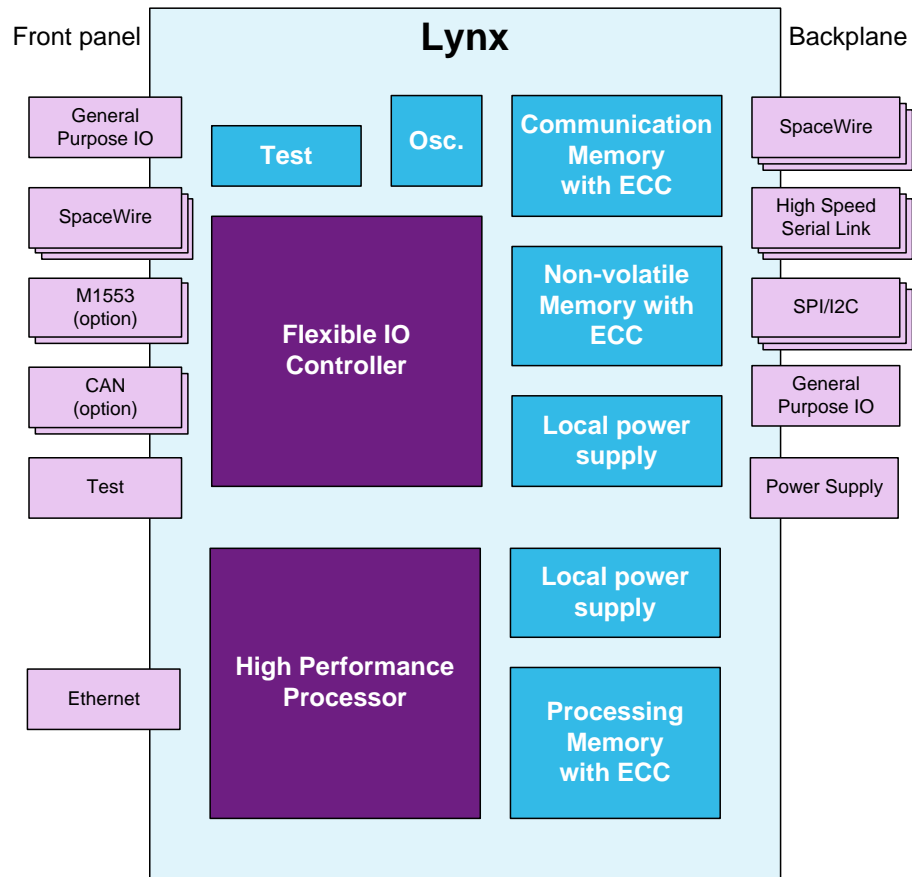 Front panel
Lynx
Backplane
General
Purpose IO
SpaceWire
M1553
(option)
CAN
(option)
Test
Ethernet
Test
Osc.
Communication
Memory
with ECC
Flexible IO
Controller
Non-volatile
Memory with
ECC
Local power
supply
High Performance
Processor
Local power
supply
Processing
Memory
with ECC
SpaceWire
High Speed
Serial Link
SPI/I2C
General
Purpose IO
Power Supply